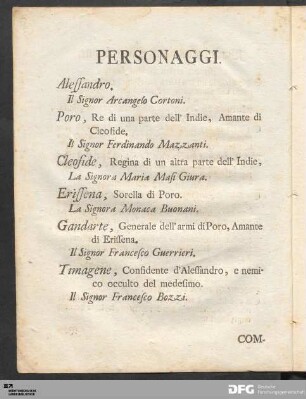 PERSONAGGI.
Alessandro.
Il Signor Arcangelo Cortoni.
Poro, Re di una parte dell' Indie, Amante di
Cleofide.
Il Signor Ferdinando Mazzanti.
Cleofide, Regina di un altra parte dell' Indie,
La Signora Maria Masi Giura.
Erissena, Sorella di Poro.
La Signora Monaca Buonani.
Gandarte, Generale dell' armi di Poro, Amante
di Erissena.
Il Signor Francesco Guerrieri.
Timagene, Confidente d'Alessandro, e nemi-
co occulto del medesimo.
Il Signor Francesco Bozzi.
COM-
DFG Deutsche
Forschungsgemeinschaft